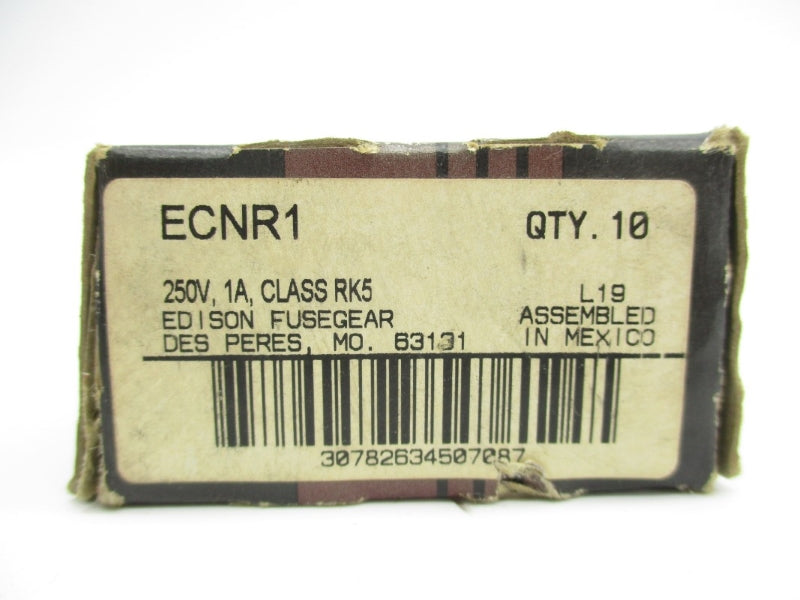 ECNR1 QTY. 10
250V, 1A, CLASS RK5 L19
EDISON FUSEGEAR ASSEMBLED
DES PERES, MO. 63131 IN MEXICO
30782634507087